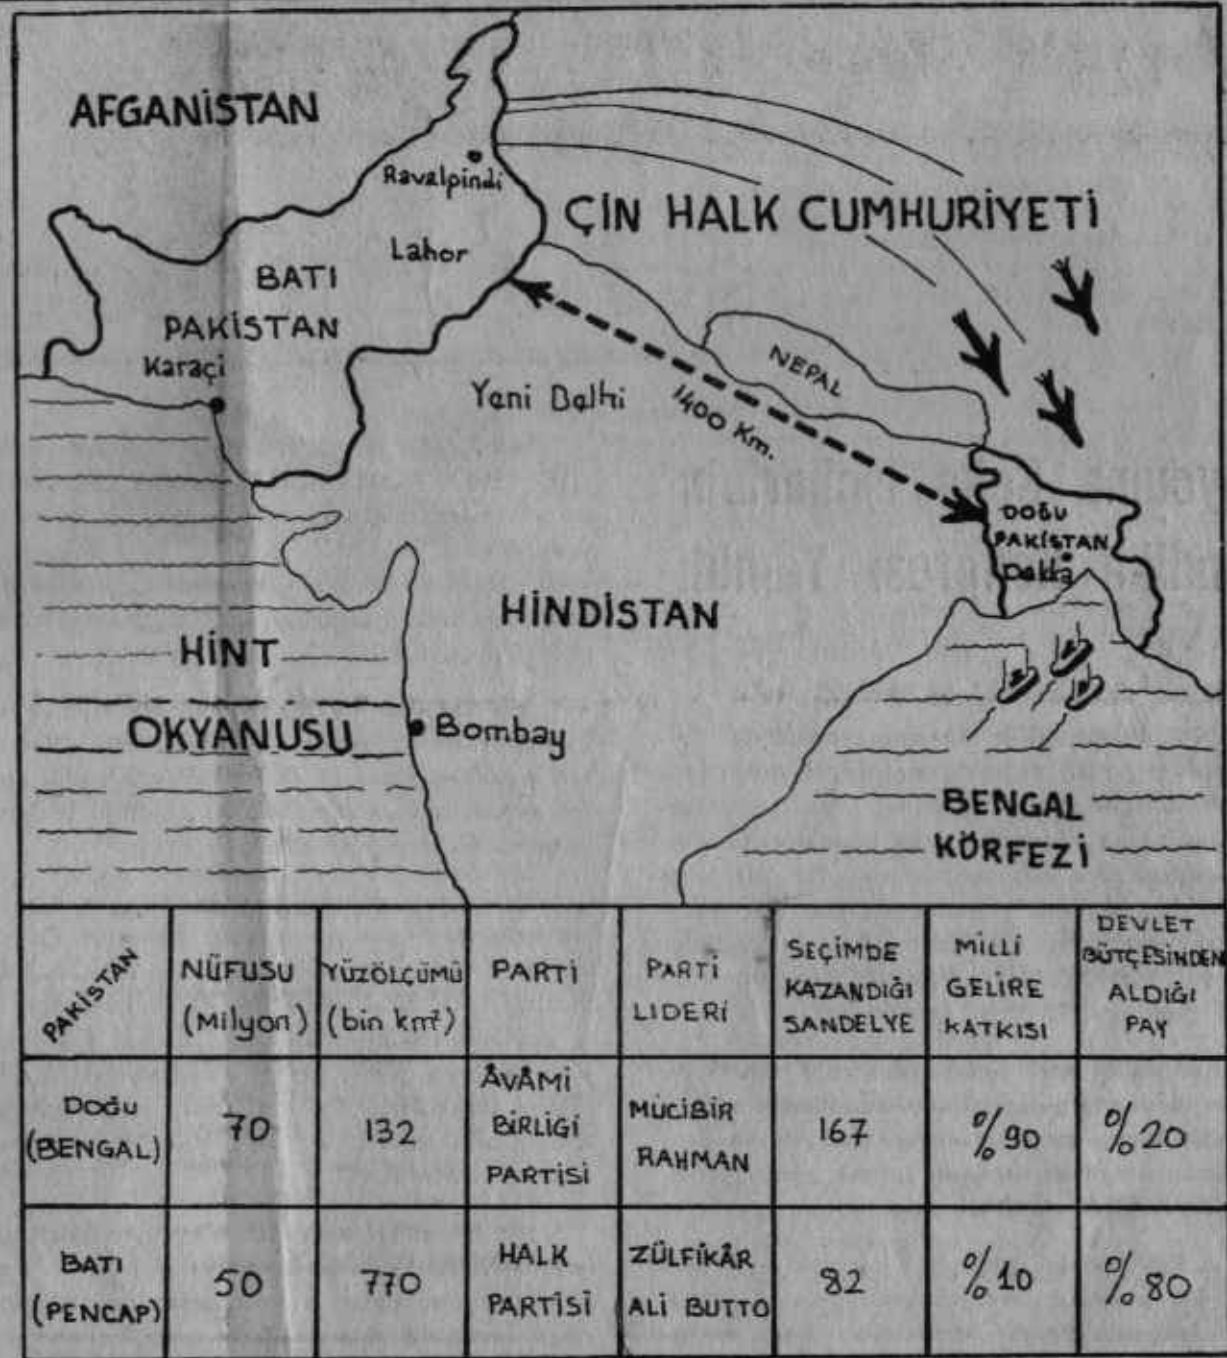 AFGANİSTAN
Ravalpindi
ÇİN HALK CUMHURİYETİ
Lahor
BATI
PAKİSTAN
Karaçi
NEPAL
Yeni Delhi
1400 Km.
DOĞU
PAKİSTAN
Dakka
HİNDİSTAN
HİNT
OKYANUSU
Bombay
BENGAL
KÖRFEZİ
PAKİSTAN
NÜFUSU
(Milyon)
YÜZÖLÇÜMÜ
(bin km²)
PARTİ
PARTİ
LIDERİ
SEÇİMDE
KAZANDIĞI
SANDELYE
MİLLİ
GELİRE
KATKISI
DEVLET
BÜTÇESİNDEN
ALDIĞI
PAY
DOĞU
(BENGAL)
70
132
ÂVÂMİ
BİRLİĞİ
PARTİSİ
MÜCİBİR
RAHMAN
167
%90
%20
BATI
(PENCAP)
50
770
HALK
PARTİSİ
ZÜLFİKÂR
ALİ BUTTO
82
%10
%80